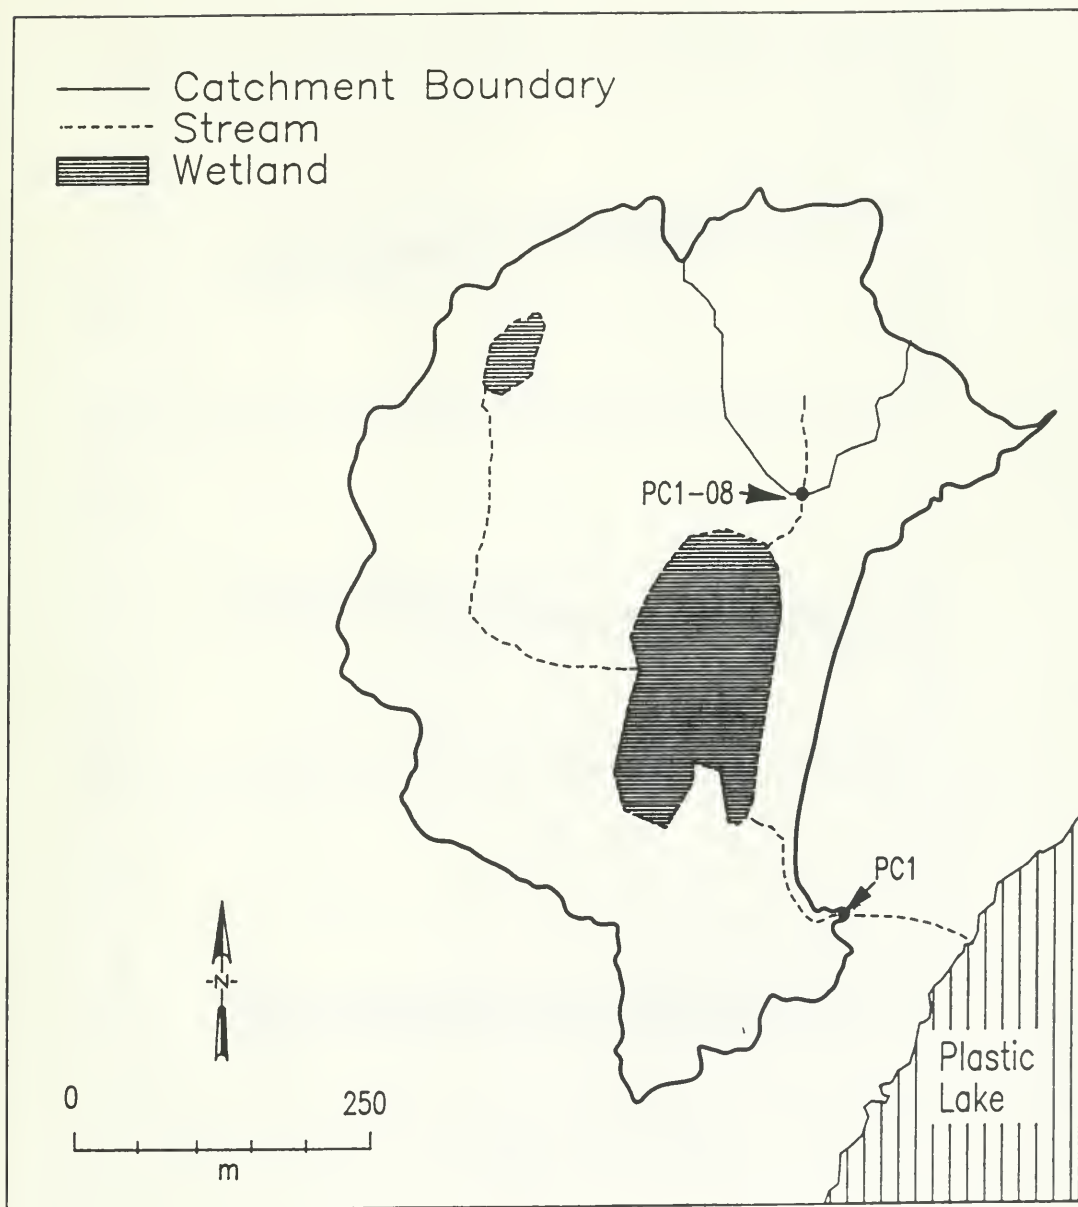 Catchment Boundary
Stream
Wetland
PC1-08
PC1
-N-
0 250
m
Plastic
Lake